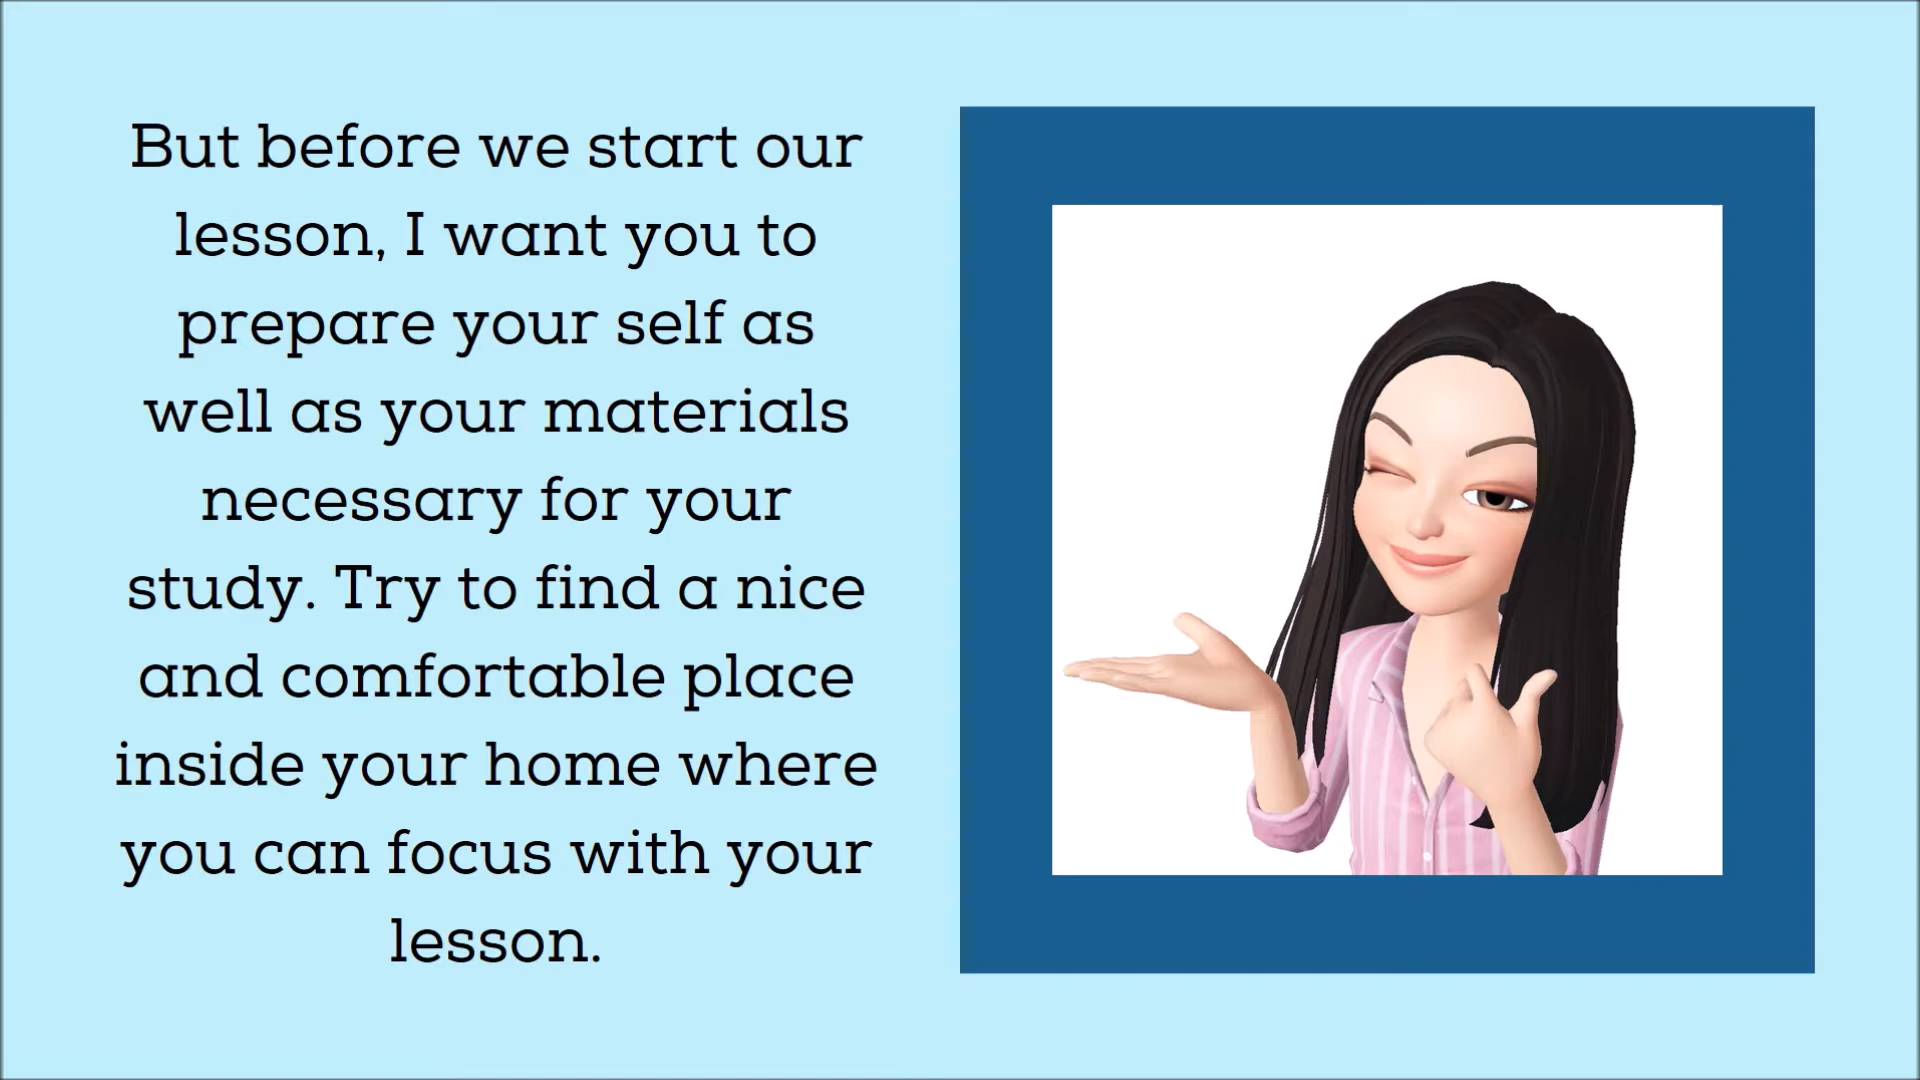 But before we start our
lesson, I want you to
prepare your self as
well as your materials
necessary for your
study. Try to find a nice
and comfortable place
inside your home where
you can focus with your
lesson.